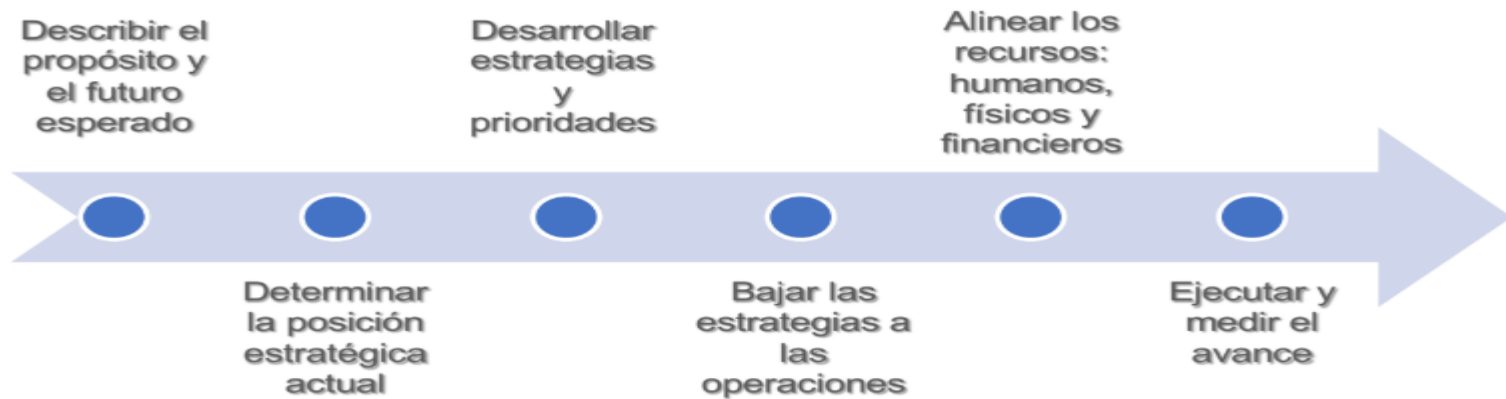 Describir el
propósito y
el futuro
esperado
Determinar
la posición
estratégica
actual
Desarrollar
estrategias
y
prioridades
Bajar las
estrategias a
las
operaciones
Alinear los
recursos:
humanos,
físicos y
financieros
Ejecutar y
medir el
avance